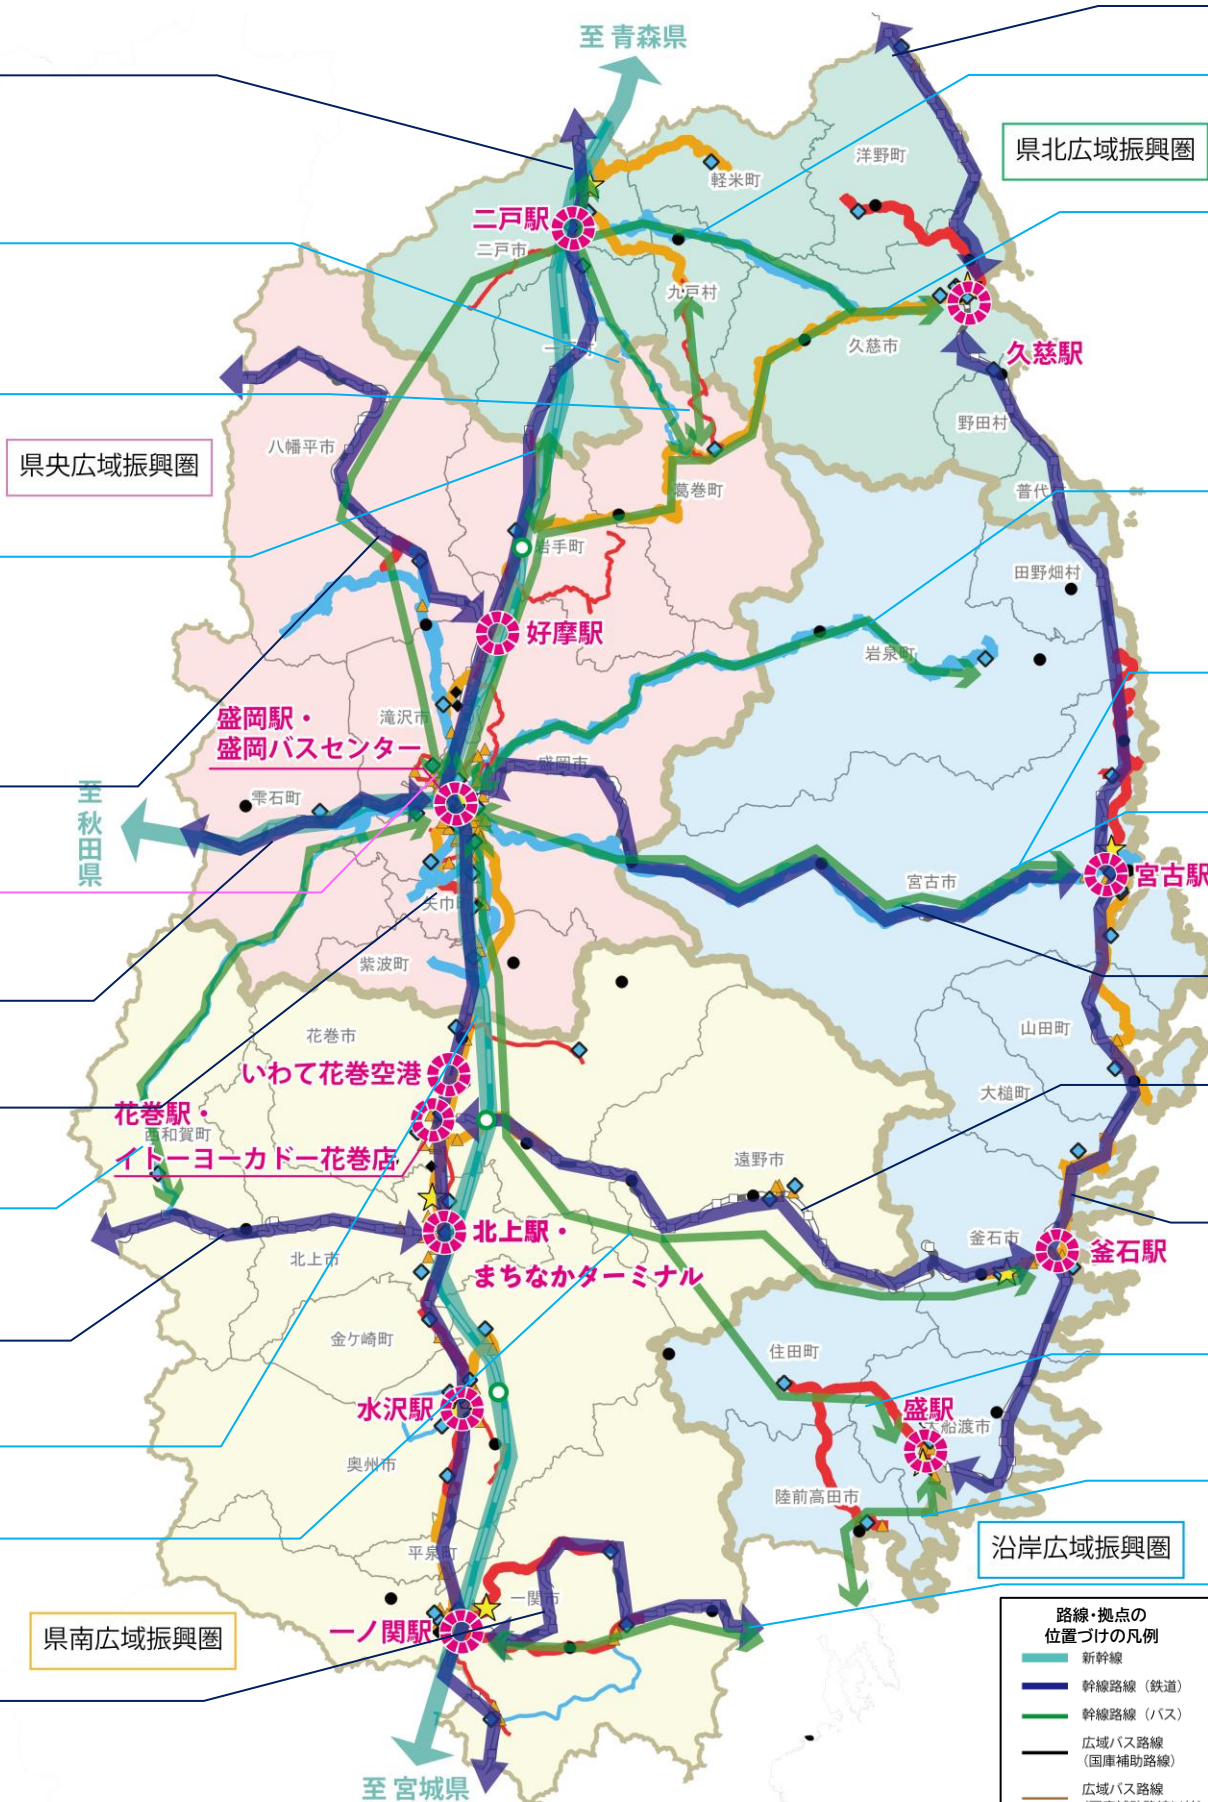 至 青森県
県北広域振興圏
洋野町
軽米町
二戸駅
二戸市
九戸村
一戸町
久慈市
久慈駅
野田村
八幡平市
県央広域振興圏
葛巻町
普代
岩手町
田野畑村
好摩駅
岩泉町
滝沢市
盛岡駅・
盛岡バスセンター
盛岡市
至
秋
田
県
雫石町
宮古市
宮古駅
矢巾町
紫波町
山田町
花巻市
いわて花巻空港
大槌町
花巻駅・
西和賀町
イトーヨーカドー花巻店
遠野市
釜石市
釜石駅
北上駅・
まちなかターミナル
北上市
金ケ崎町
住田町
水沢駅
盛駅
大船渡市
奥州市
陸前高田市
平泉町
沿岸広域振興圏
一関市
一ノ関駅
県南広域振興圏
至 宮城県
路線・拠点の
位置づけの凡例
新幹線
幹線路線（鉄道）
幹線路線（バス）
広域バス路線
（国庫補助路線）
広域バス路線